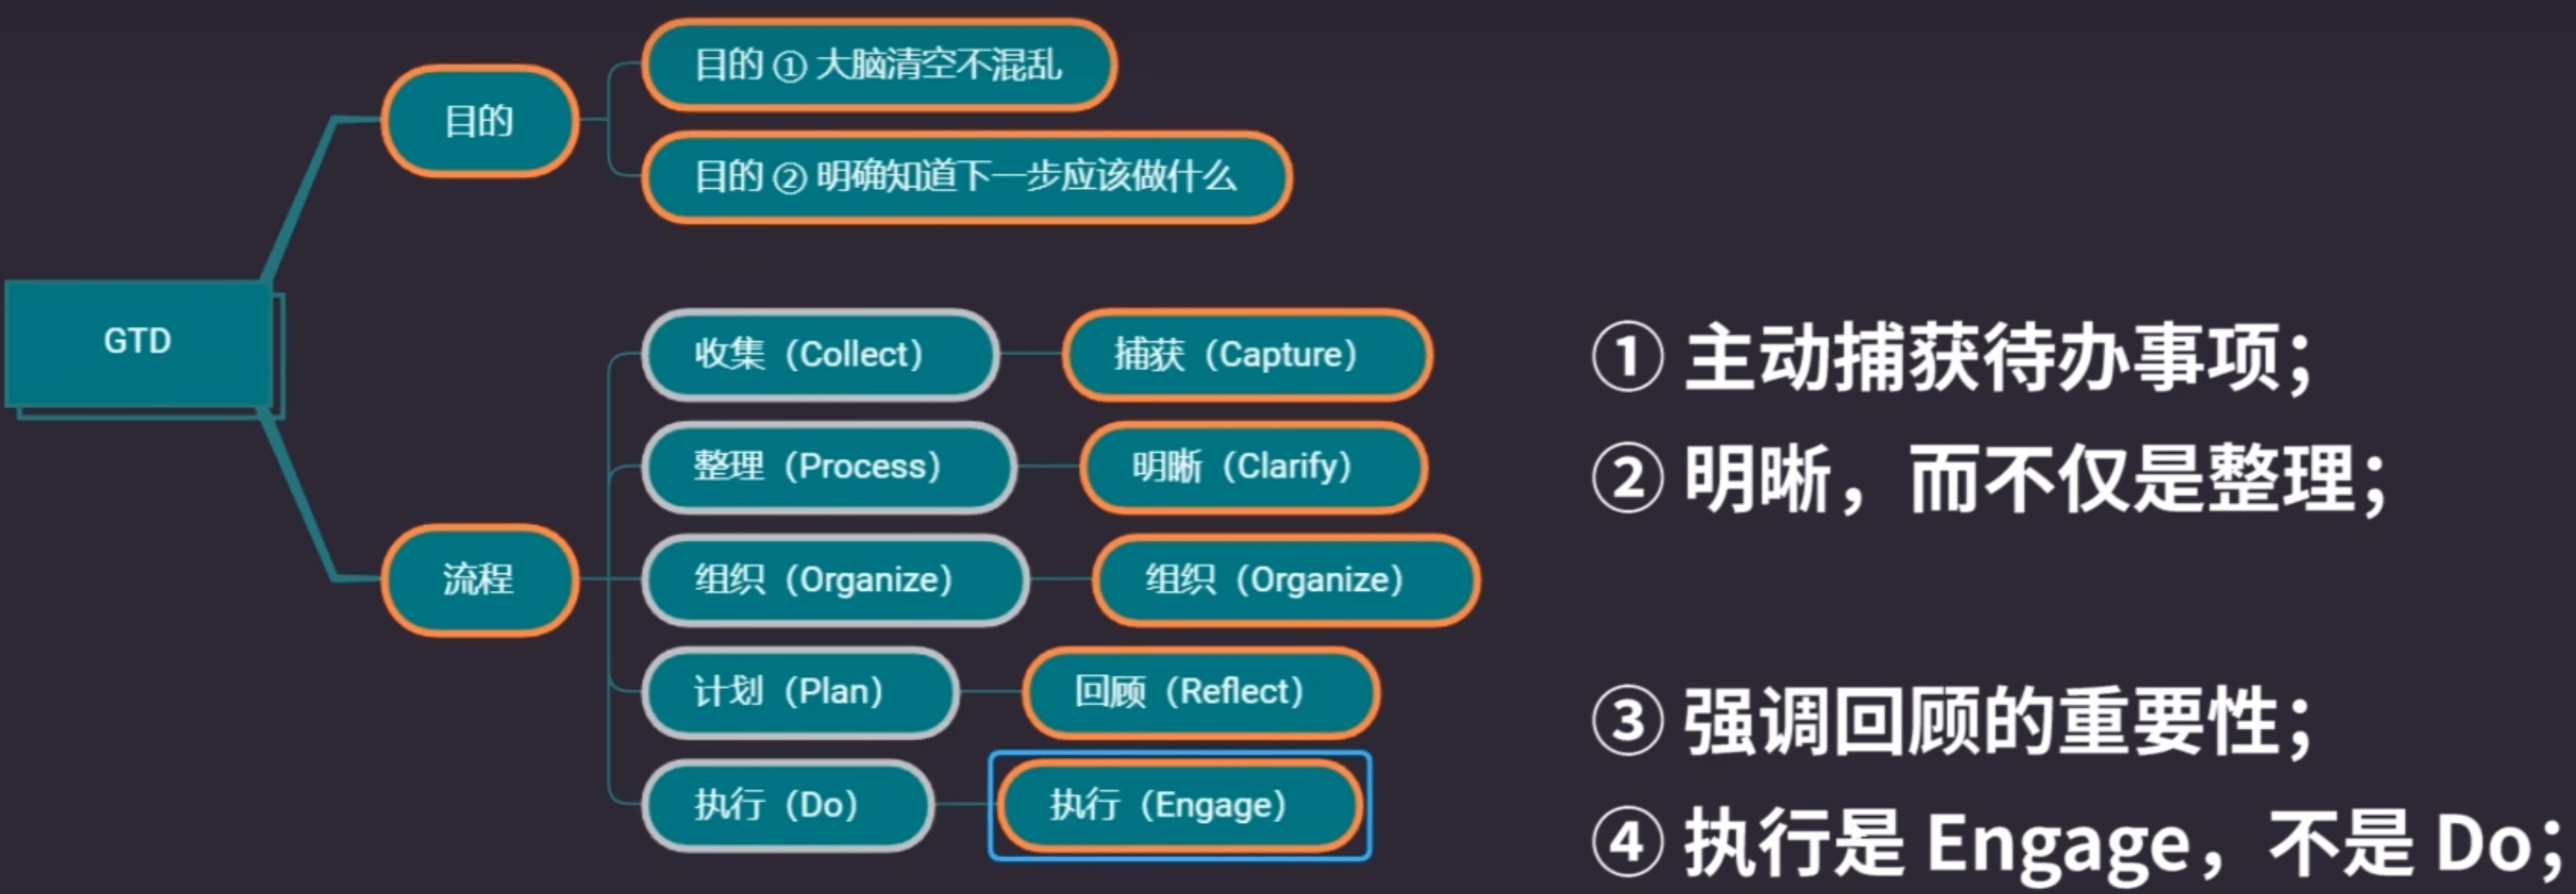 GTD
目的
目的 ① 大脑清空不混乱
目的 ② 明确知道下一步应该做什么
流程
收集（Collect）
捕获（Capture）
整理（Process）
明晰（Clarify）
组织（Organize）
组织（Organize）
计划（Plan）
回顾（Reflect）
执行（Do）
执行（Engage）
① 主动捕获待办事项；
② 明晰，而不仅是整理；
③ 强调回顾的重要性；
④ 执行是 Engage，不是 Do；